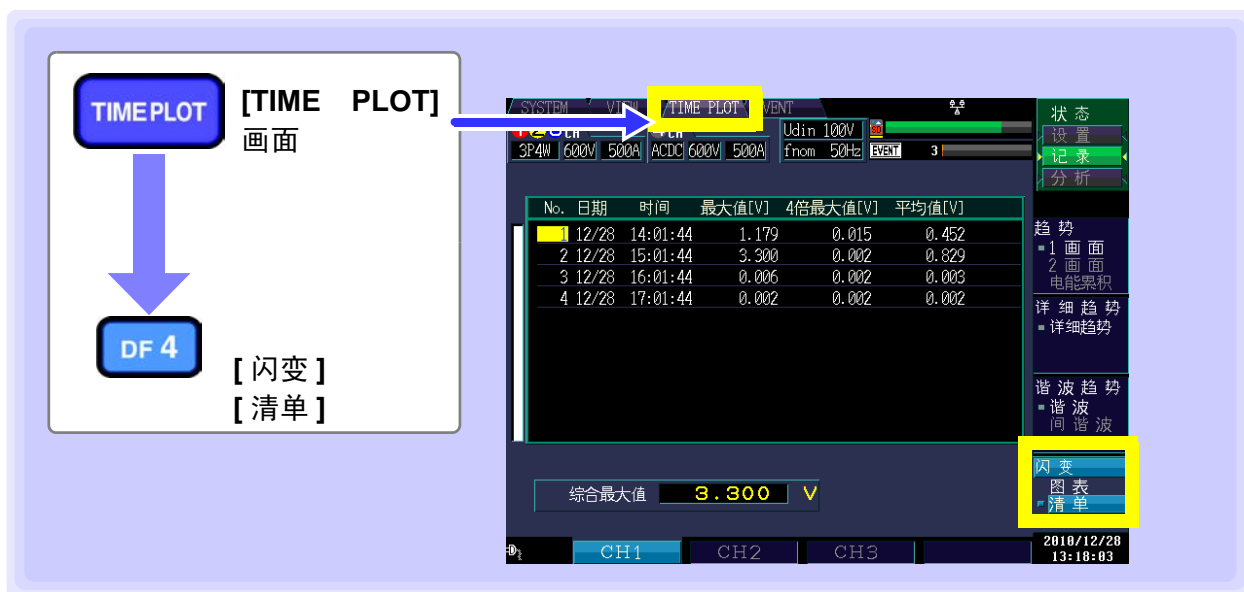 TIMEPLOT
[TIME PLOT]
画面
DF 4
[ 闪变 ]
[ 清单 ]
SYSTEM VIEW TIME PLOT EVENT
CH
Udin 100V SD
3P4W 600V 500A ACDC 600V 500A fnom 50Hz EVENT 3
No. 日期 时间 最大值[V] 4倍最大值[V] 平均值[V]
1 12/28 14:01:44 1.179 0.015 0.452
2 12/28 15:01:44 3.300 0.002 0.829
3 12/28 16:01:44 0.006 0.002 0.003
4 12/28 17:01:44 0.002 0.002 0.002
综合最大值 3.300 V
CH1 CH2 CH3
状态
设置
记录
分析
趋势
1画面
2画面
电能累积
详细趋势
详细趋势
谐波趋势
谐波
间谐波
闪变
图表
清单
2010/12/28
13:18:03